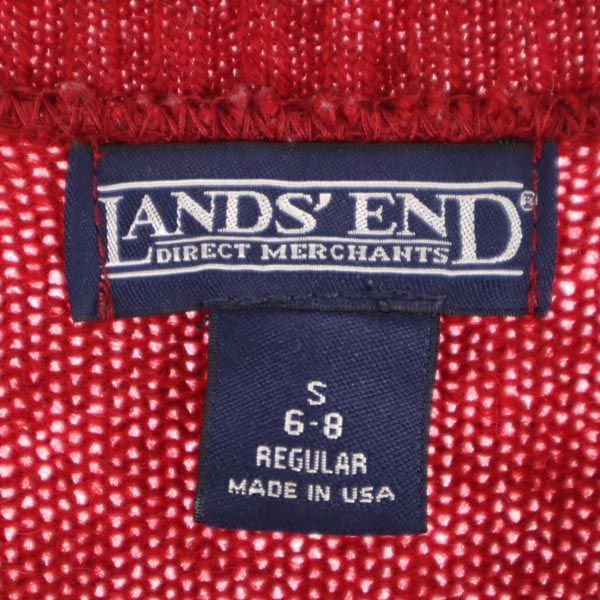 LANDS' END®
DIRECT MERCHANTS
S
6-8
REGULAR
MADE IN USA